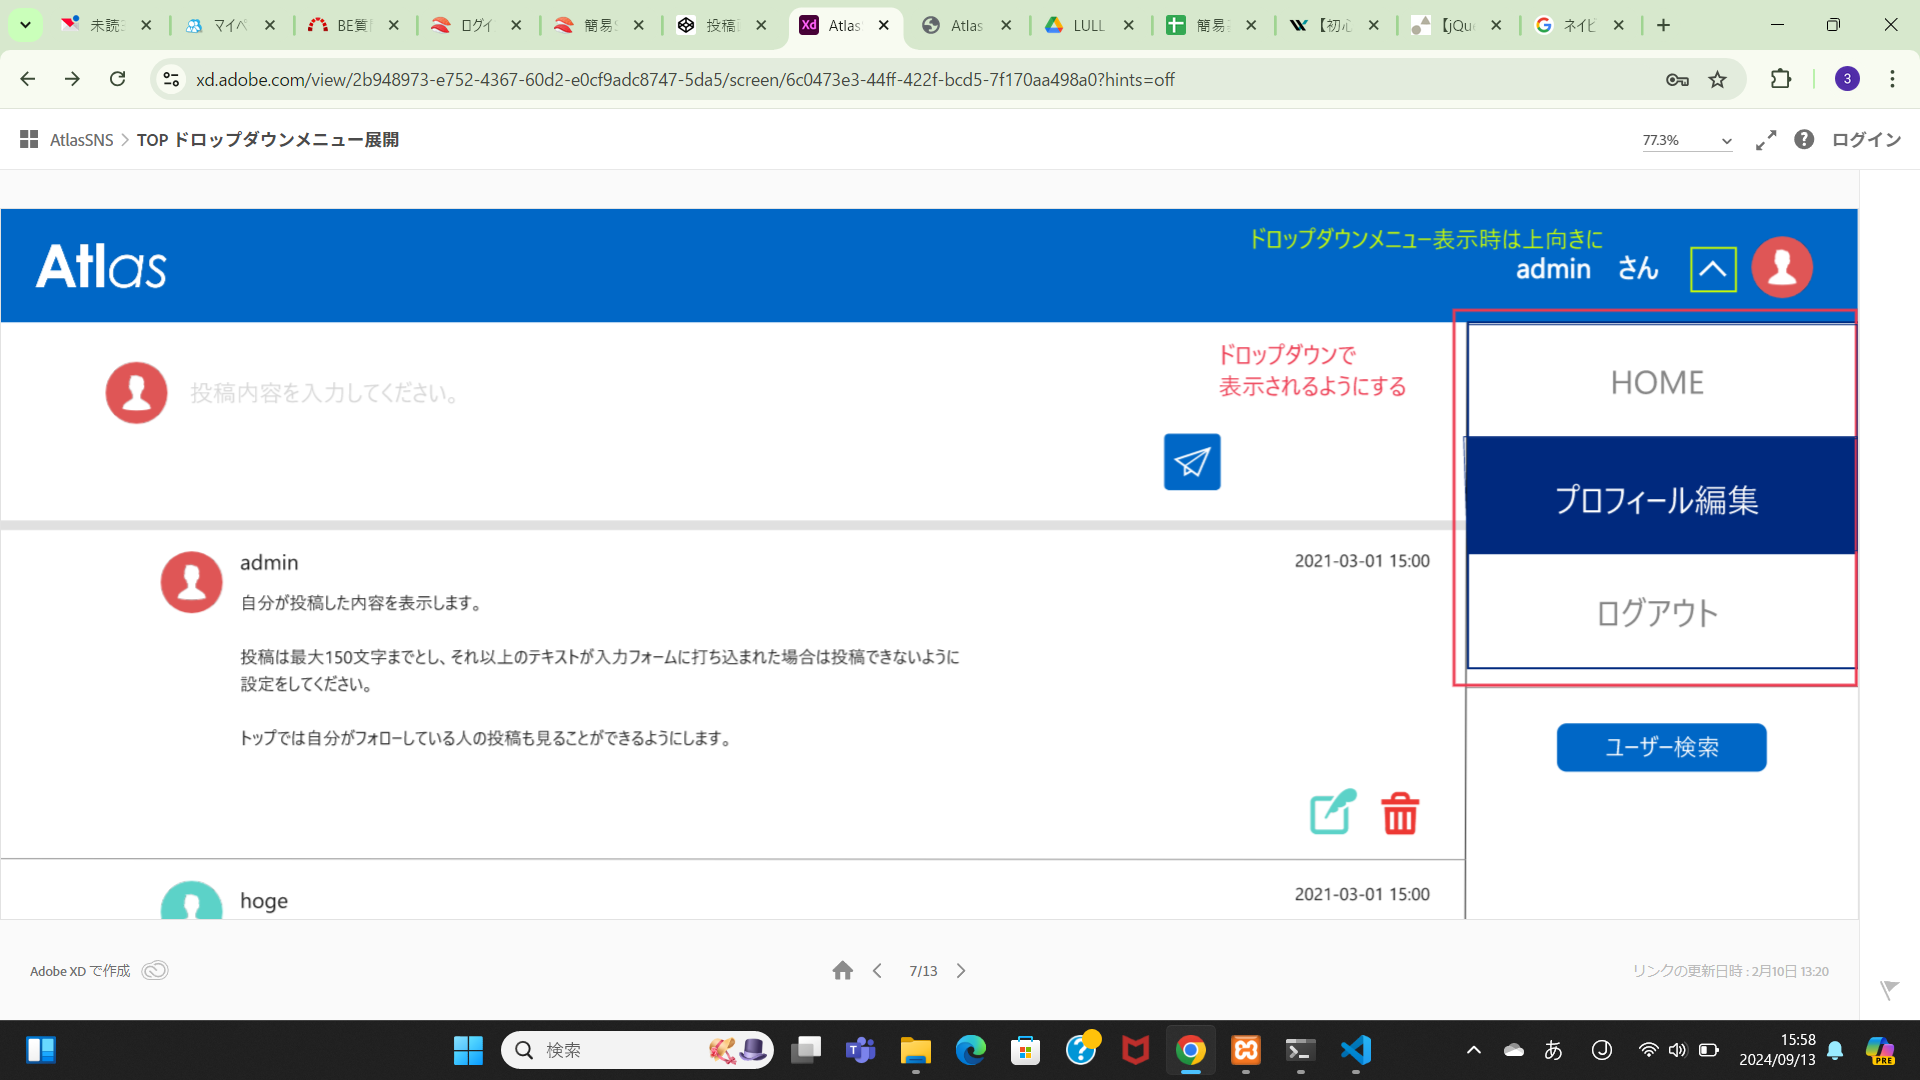 未読
マイペ
BE質
ログイ
簡易
投稿
Xd
Atlas
Atlas
LULL
簡易
【初心
【jQu
ネイビ
xd.adobe.com/view/2b948973-e752-4367-60d2-e0cf9adc8747-5da5/screen/6c0473e3-44ff-422f-bcd5-7f170aa498a0?hints=off
3
AtlasSNS
TOP ドロップダウンメニュー展開
77.3%
ログイン
Atlas
ドロップダウンメニュー表示時は上向きに
admin さん
投稿内容を入力してください。
ドロップダウンで
表示されるようにする
HOME
プロフィール編集
ログアウト
admin
2021-03-01 15:00
自分が投稿した内容を表示します。
投稿は最大150文字までとし、それ以上のテキストが入力フォームに打ち込まれた場合は投稿できないように
設定をしてください。
トップでは自分がフォローしている人の投稿も見ることができるようにします。
ユーザー検索
hoge
2021-03-01 15:00
Adobe XD で作成
7/13
リンクの更新日時 : 2月10日 13:20
検索
あ
15:58
2024/09/13
PRE